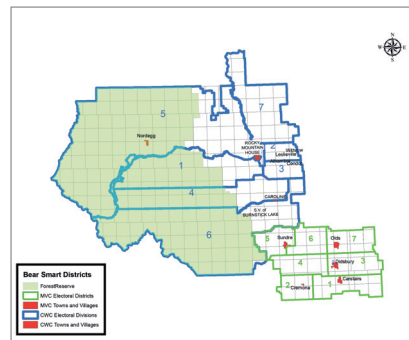 N
W
E
S
5
7
Nordegg
ROCKY
MOUNTAIN
HOUSE
2
Leslieville
3
1
4
CAROLINE
S.V. of
BURNSTICK LAKE
6
5
6
7
Sundre
Olds
4
3
Didsbury
2
1
Cremona
Carstairs
Bear Smart Districts
ForestReserve
MVC Electoral Districts
MVC Towns and Villages
CWC Electoral Divisions
CWC Towns and Villages